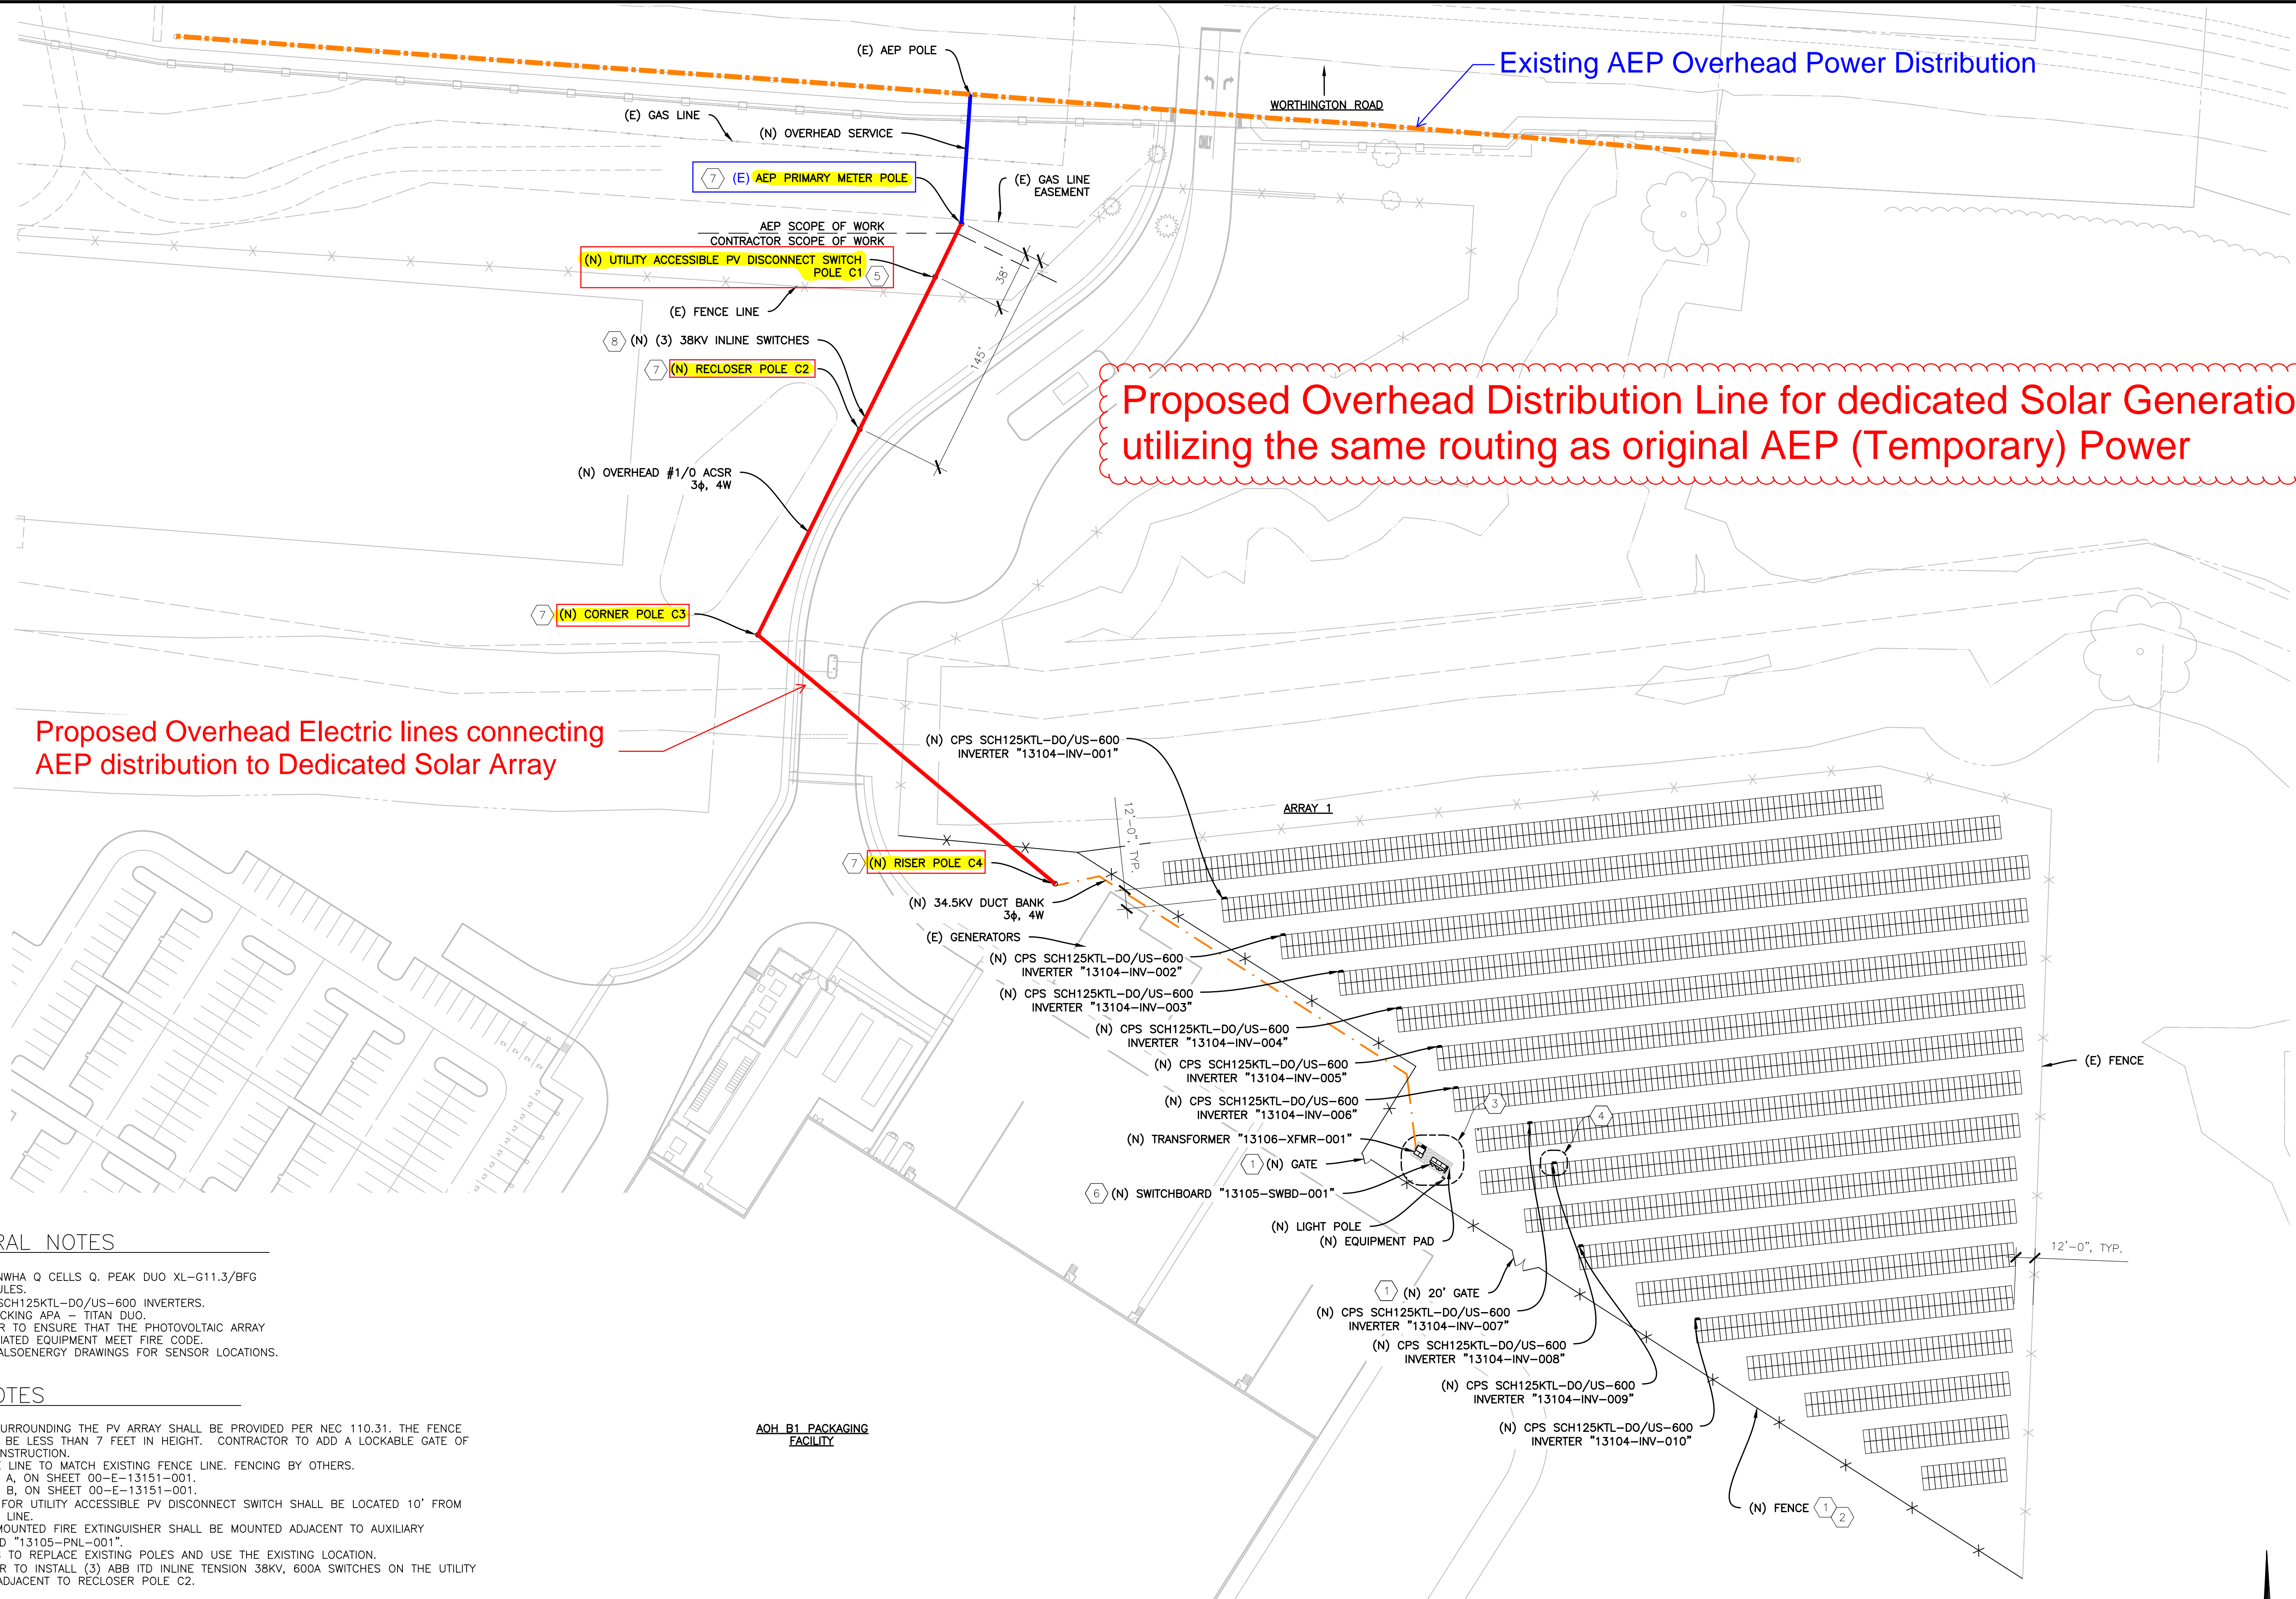 (E) AEP POLE
Existing AEP Overhead Power Distribution
WORTHINGTON ROAD
(E) GAS LINE
(N) OVERHEAD SERVICE
ONLY
7 (E) AEP PRIMARY METER POLE
(E) GAS LINE
EASEMENT
AEP SCOPE OF WORK
CONTRACTOR SCOPE OF WORK
(N) UTILITY ACCESSIBLE PV DISCONNECT SWITCH
POLE C1 5
38'
(E) FENCE LINE
8 (N) (3) 38KV INLINE SWITCHES
145'
7 (N) RECLOSER POLE C2
Proposed Overhead Distribution Line for dedicated Solar Generatio
utilizing the same routing as original AEP (Temporary) Power
(N) OVERHEAD #1/0 ACSR
3ϕ, 4W
7 (N) CORNER POLE C3
Proposed Overhead Electric lines connecting
AEP distribution to Dedicated Solar Array
(N) CPS SCH125KTL-DO/US-600
INVERTER "13104-INV-001"
ARRAY 1
12'-0", TYP.
7 (N) RISER POLE C4
(N) 34.5KV DUCT BANK
3ϕ, 4W
(E) GENERATORS
(N) CPS SCH125KTL-DO/US-600
INVERTER "13104-INV-002"
(N) CPS SCH125KTL-DO/US-600
INVERTER "13104-INV-003"
(N) CPS SCH125KTL-DO/US-600
INVERTER "13104-INV-004"
(N) CPS SCH125KTL-DO/US-600
INVERTER "13104-INV-005"
(E) FENCE
(N) CPS SCH125KTL-DO/US-600
INVERTER "13104-INV-006"
3
4
(N) TRANSFORMER "13106-XFMR-001"
1 (N) GATE
6 (N) SWITCHBOARD "13105-SWBD-001"
(N) LIGHT POLE
(N) EQUIPMENT PAD
12'-0", TYP.
1 (N) 20' GATE
(N) CPS SCH125KTL-DO/US-600
INVERTER "13104-INV-007"
(N) CPS SCH125KTL-DO/US-600
INVERTER "13104-INV-008"
(N) CPS SCH125KTL-DO/US-600
INVERTER "13104-INV-009"
(N) CPS SCH125KTL-DO/US-600
INVERTER "13104-INV-010"
(N) FENCE 1 2
AOH B1 PACKAGING
FACILITY
RAL NOTES
NWHA Q CELLS Q. PEAK DUO XL-G11.3/BFG
ULES.
SCH125KTL-DO/US-600 INVERTERS.
CKING APA - TITAN DUO.
R TO ENSURE THAT THE PHOTOVOLTAIC ARRAY
IATED EQUIPMENT MEET FIRE CODE.
ALSOENERGY DRAWINGS FOR SENSOR LOCATIONS.
OTES
URROUNDING THE PV ARRAY SHALL BE PROVIDED PER NEC 110.31. THE FENCE
BE LESS THAN 7 FEET IN HEIGHT. CONTRACTOR TO ADD A LOCKABLE GATE OF
NSTRUCTION.
E LINE TO MATCH EXISTING FENCE LINE. FENCING BY OTHERS.
A, ON SHEET 00-E-13151-001.
B, ON SHEET 00-E-13151-001.
FOR UTILITY ACCESSIBLE PV DISCONNECT SWITCH SHALL BE LOCATED 10' FROM
LINE.
MOUNTED FIRE EXTINGUISHER SHALL BE MOUNTED ADJACENT TO AUXILIARY
D "13105-PNL-001".
S TO REPLACE EXISTING POLES AND USE THE EXISTING LOCATION.
R TO INSTALL (3) ABB ITD INLINE TENSION 38KV, 600A SWITCHES ON THE UTILITY
ADJACENT TO RECLOSER POLE C2.